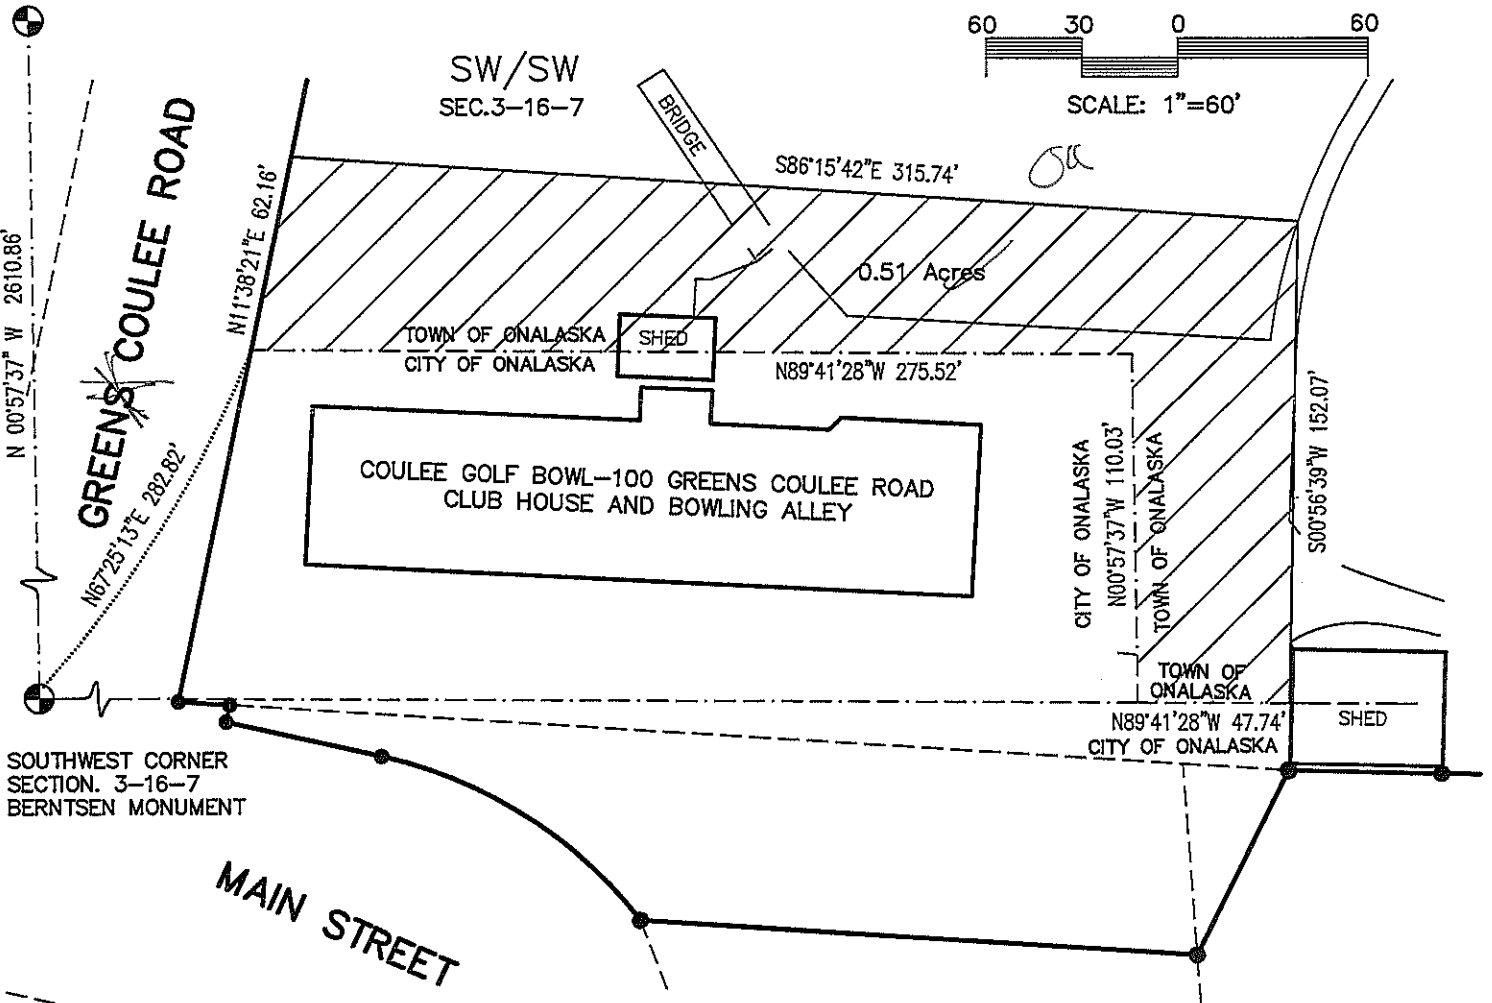 60 30 0 60
SCALE: 1"=60'
SW/SW
SEC.3-16-7
BRIDGE
S86°15'42"E 315.74'
GREENS COULEE ROAD
N 00°57'37" W 2610.86'
N11°38'21"E 62.16'
0.51 Acres
TOWN OF ONALASKA
CITY OF ONALASKA
SHED
N89°41'28"W 275.52'
COULEE GOLF BOWL-100 GREENS COULEE ROAD
CLUB HOUSE AND BOWLING ALLEY
N67°25'13"E 282.82'
CITY OF ONALASKA
N00°57'37"W 110.03'
TOWN OF ONALASKA
S00°56'39"W 152.07'
TOWN OF
ONALASKA
N89°41'28"W 47.74'
CITY OF ONALASKA
SHED
SOUTHWEST CORNER
SECTION. 3-16-7
BERNTSEN MONUMENT
MAIN STREET